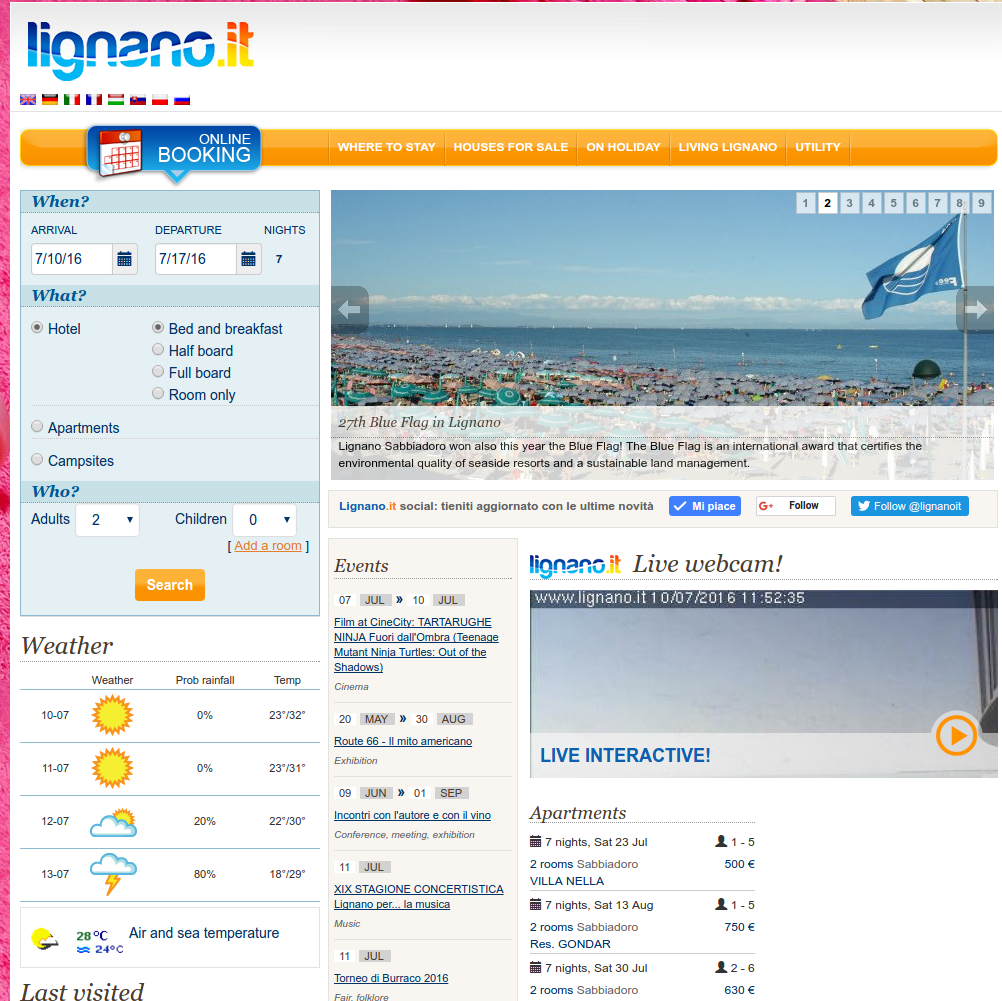 lignano.it
ONLINE
BOOKING
WHERE TO STAY
HOUSES FOR SALE
ON HOLIDAY
LIVING LIGNANO
UTILITY
When?
ARRIVAL DEPARTURE NIGHTS
7/10/16 7/17/16 7
What?
Hotel Bed and breakfast
Half board
Full board
Room only
Apartments
Campsites
Who?
Adults 2 Children 0
[ Add a room ]
Search
1 2 3 4 5 6 7 8 9
27th Blue Flag in Lignano
Lignano Sabbiadoro won also this year the Blue Flag! The Blue Flag is an international award that certifies the
environmental quality of seaside resorts and a sustainable land management.
Lignano.it social: tieniti aggiornato con le ultime novità Mi piace G+ Follow Follow @lignanoit
Weather
Weather Prob rainfall Temp
10-07 0% 23°/32°
11-07 0% 23°/31°
12-07 20% 22°/30°
13-07 80% 18°/29°
28°C
24°C
Air and sea temperature
Last visited
Events
07 JUL » 10 JUL
Film at CineCity: TARTARUGHE
NINJA Fuori dall'Ombra (Teenage
Mutant Ninja Turtles: Out of the
Shadows)
Cinema
20 MAY » 30 AUG
Route 66 - Il mito americano
Exhibition
09 JUN » 01 SEP
Incontri con l'autore e con il vino
Conference, meeting, exhibition
11 JUL
XIX STAGIONE CONCERTISTICA
Lignano per... la musica
Music
11 JUL
Torneo di Burraco 2016
Fair, folklore
lignano.it Live webcam!
www.lignano.it 10/07/2016 11:52:35
LIVE INTERACTIVE!
Apartments
7 nights, Sat 23 Jul 1 - 5
2 rooms Sabbiadoro 500 €
VILLA NELLA
7 nights, Sat 13 Aug 1 - 5
2 rooms Sabbiadoro 750 €
Res. GONDAR
7 nights, Sat 30 Jul 2 - 6
2 rooms Sabbiadoro 630 €